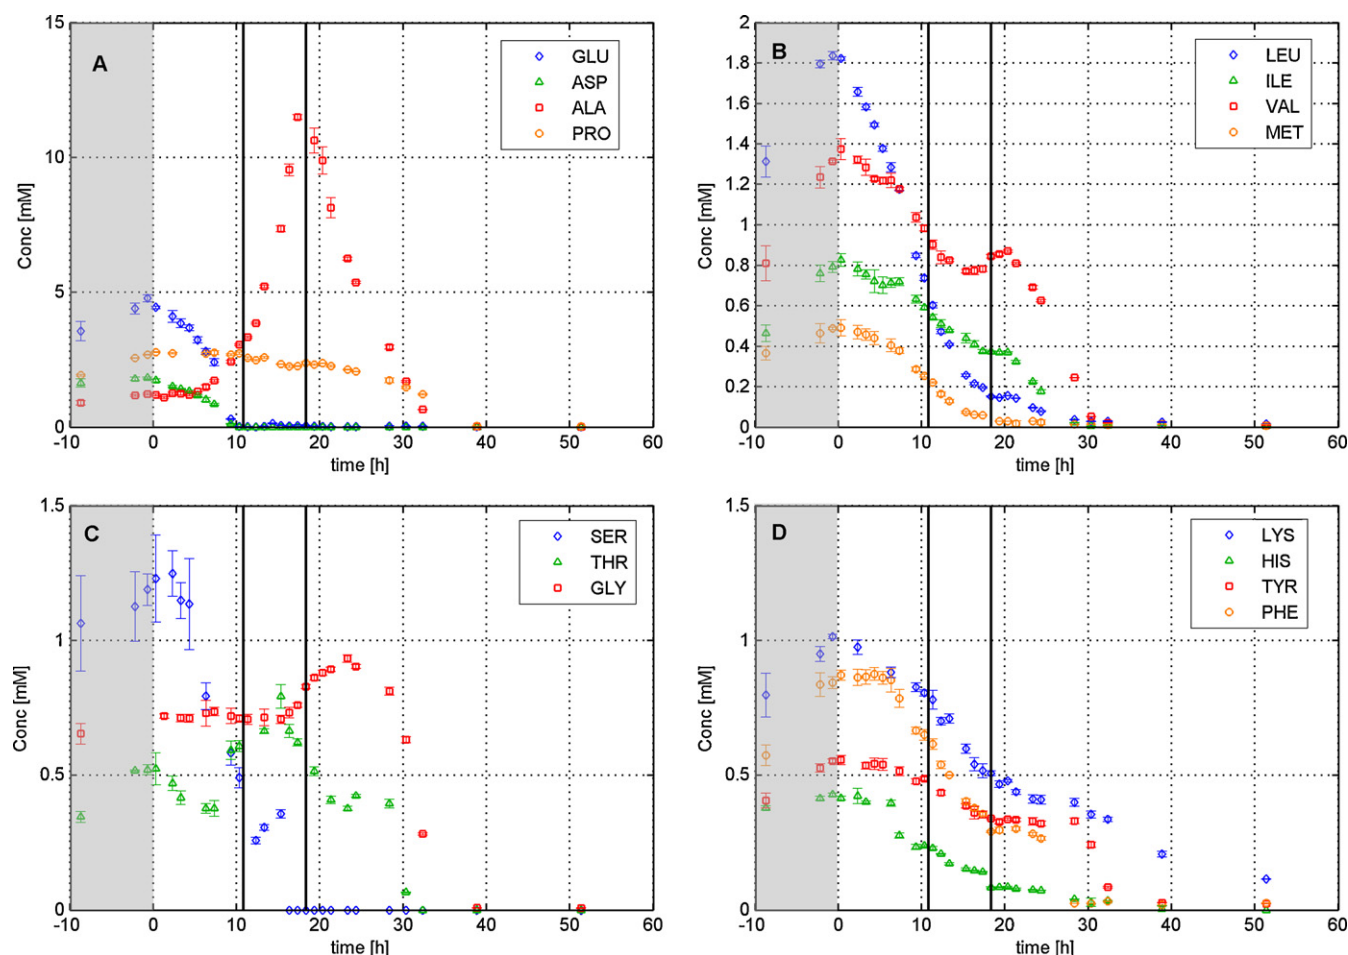 A
GLU
ASP
ALA
PRO
15
10
5
0
Conc [mM]
-10 0 10 20 30 40 50 60
time [h]
B
LEU
ILE
VAL
MET
2
1.8
1.6
1.4
1.2
1
0.8
0.6
0.4
0.2
0
Conc [mM]
-10 0 10 20 30 40 50 60
time [h]
C
SER
THR
GLY
1.5
1
0.5
0
Conc [mM]
-10 0 10 20 30 40 50 60
time [h]
D
LYS
HIS
TYR
PHE
1.5
1
0.5
0
Conc [mM]
-10 0 10 20 30 40 50 60
time [h]